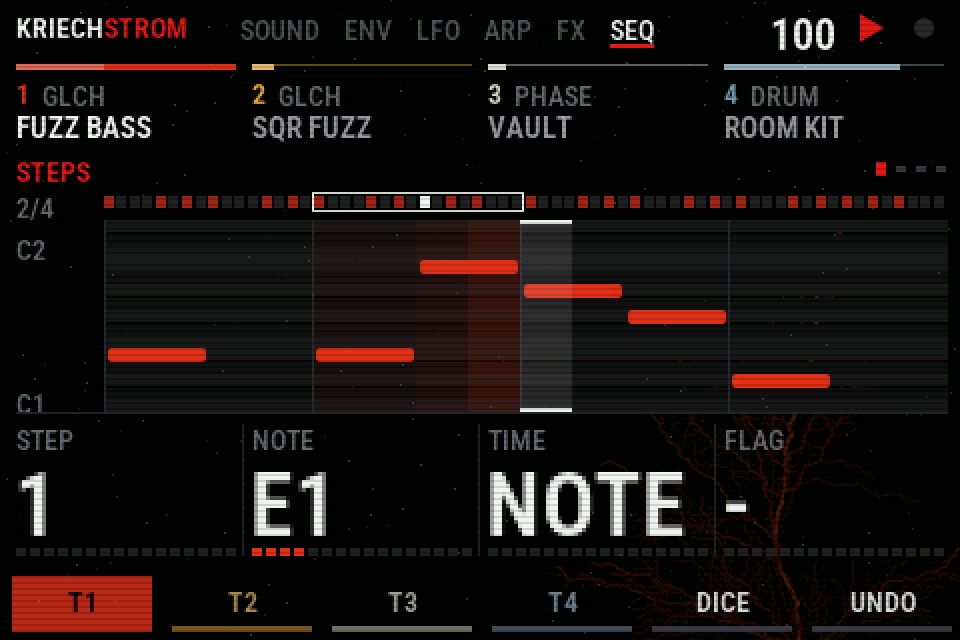 KRIECHSTROM SOUND ENV LFO ARP FX SEQ 100
1 GLCH 2 GLCH 3 PHASE 4 DRUM
FUZZ BASS SQR FUZZ VAULT ROOM KIT
STEPS
2/4
C2
C1
STEP NOTE TIME FLAG
1 E1 NOTE -
T1 T2 T3 T4 DICE UNDO